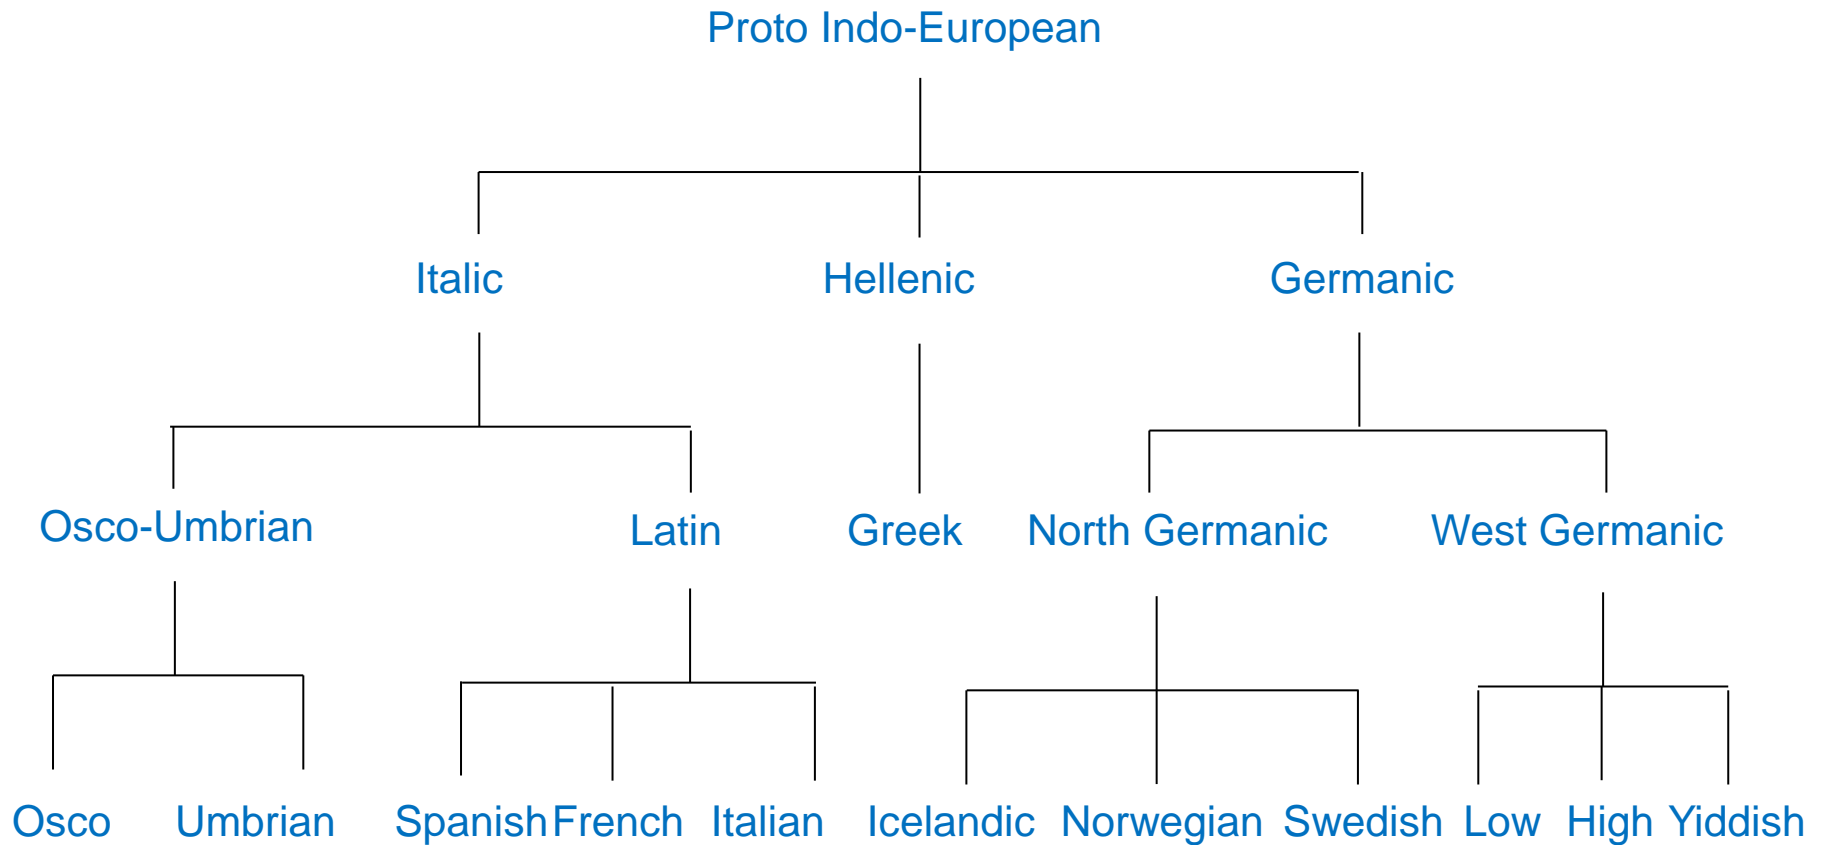 Proto Indo-European
Italic Hellenic Germanic
Osco-Umbrian Latin Greek North Germanic West Germanic
Osco Umbrian Spanish French Italian Icelandic Norwegian Swedish Low High Yiddish